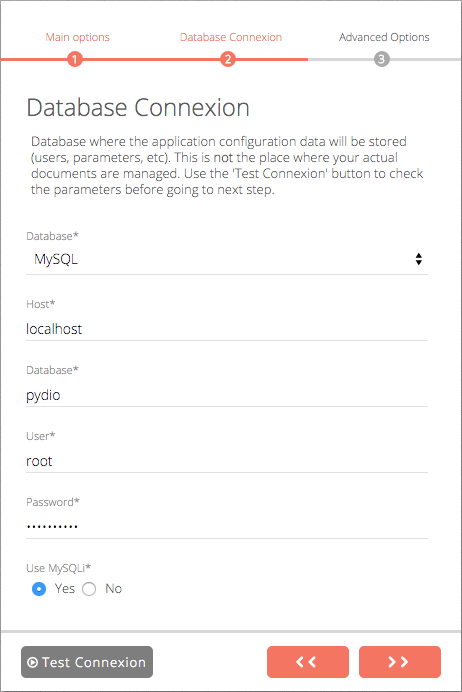 Main options Database Connexion Advanced Options
1 2 3
Database Connexion
Database where the application configuration data will be stored
(users, parameters, etc). This is not the place where your actual
documents are managed. Use the 'Test Connexion' button to check
the parameters before going to next step.
Database*
MySQL
Host*
localhost
Database*
pydio
User*
root
Password*
••••••••••
Use MySQLi*
Yes No
Test Connexion << >>